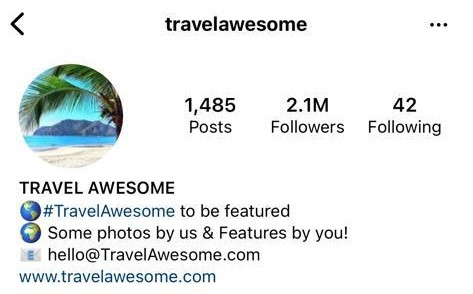 travelawesome
1,485 2.1M 42
Posts Followers Following
TRAVEL AWESOME
🌎#TravelAwesome to be featured
🌍 Some photos by us & Features by you!
📧 hello@TravelAwesome.com
www.travelawesome.com